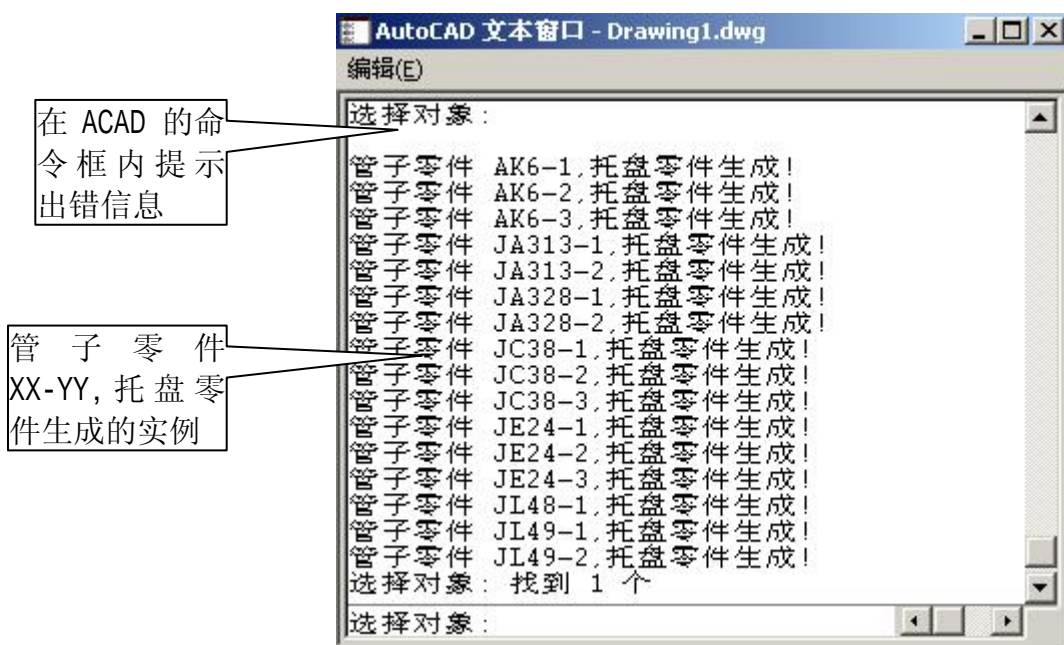 AutoCAD 文本窗口 - Drawing1.dwg
编辑(E)
在 ACAD 的命
令框内提示
出错信息
选择对象:
管子零件 AK6-1,托盘零件生成!
管子零件 AK6-2,托盘零件生成!
管子零件 AK6-3,托盘零件生成!
管子零件 JA313-1,托盘零件生成!
管子零件 JA313-2,托盘零件生成!
管子零件 JA328-1,托盘零件生成!
管子零件 JA328-2,托盘零件生成!
管子零件
XX-YY,托盘零
件生成的实例
管子零件 JC38-1,托盘零件生成!
管子零件 JC38-2,托盘零件生成!
管子零件 JC38-3,托盘零件生成!
管子零件 JE24-1,托盘零件生成!
管子零件 JE24-2,托盘零件生成!
管子零件 JE24-3,托盘零件生成!
管子零件 JL48-1,托盘零件生成!
管子零件 JL49-1,托盘零件生成!
管子零件 JL49-2,托盘零件生成!
选择对象: 找到 1 个
选择对象: